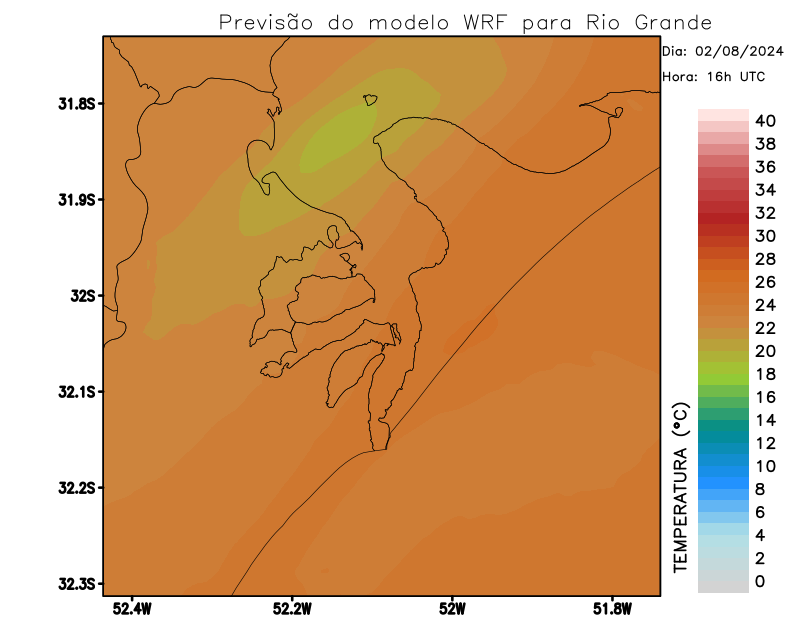 Previsão do modelo WRF para Rio Grande
Dia: 02/08/2024
Hora: 16h UTC
31.8S
31.9S
32S
32.1S
32.2S
32.3S
52.4W
52.2W
52W
51.8W
40
38
36
34
32
30
28
26
24
22
20
18
16
14
12
10
8
6
4
2
0
TEMPERATURA (°C)